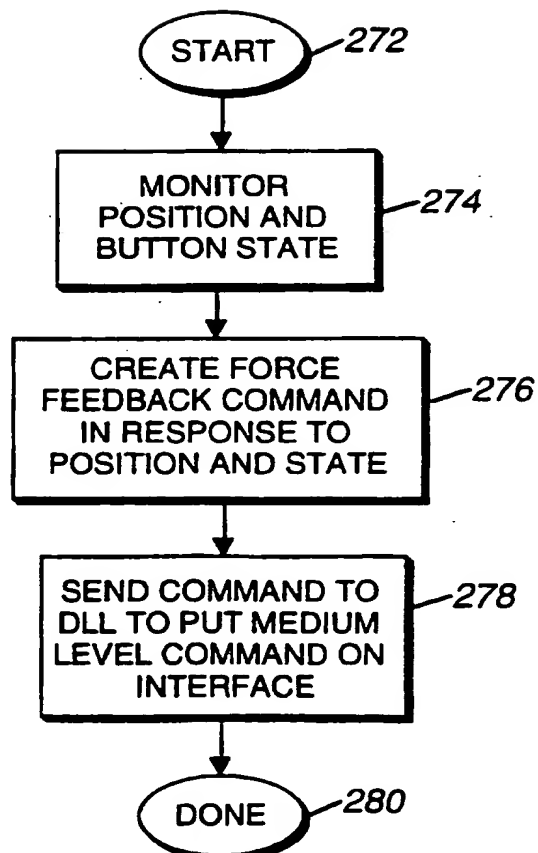 START
272
MONITOR
POSITION AND
BUTTON STATE
274
CREATE FORCE
FEEDBACK COMMAND
IN RESPONSE TO
POSITION AND STATE
276
SEND COMMAND TO
DLL TO PUT MEDIUM
LEVEL COMMAND ON
INTERFACE
278
DONE
280